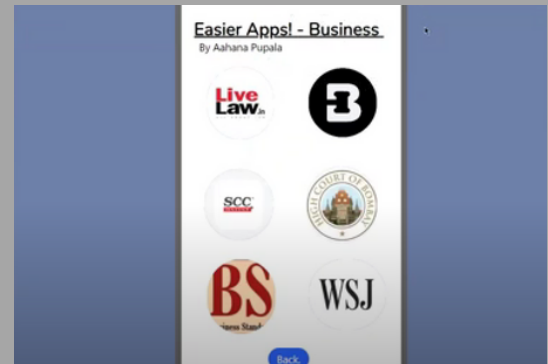 Easier Apps! - Business
By Aahana Pupala
Live
Law.in
B
SCC
HIGH COURT OF BOMBAY
BS
WSJ
Back.